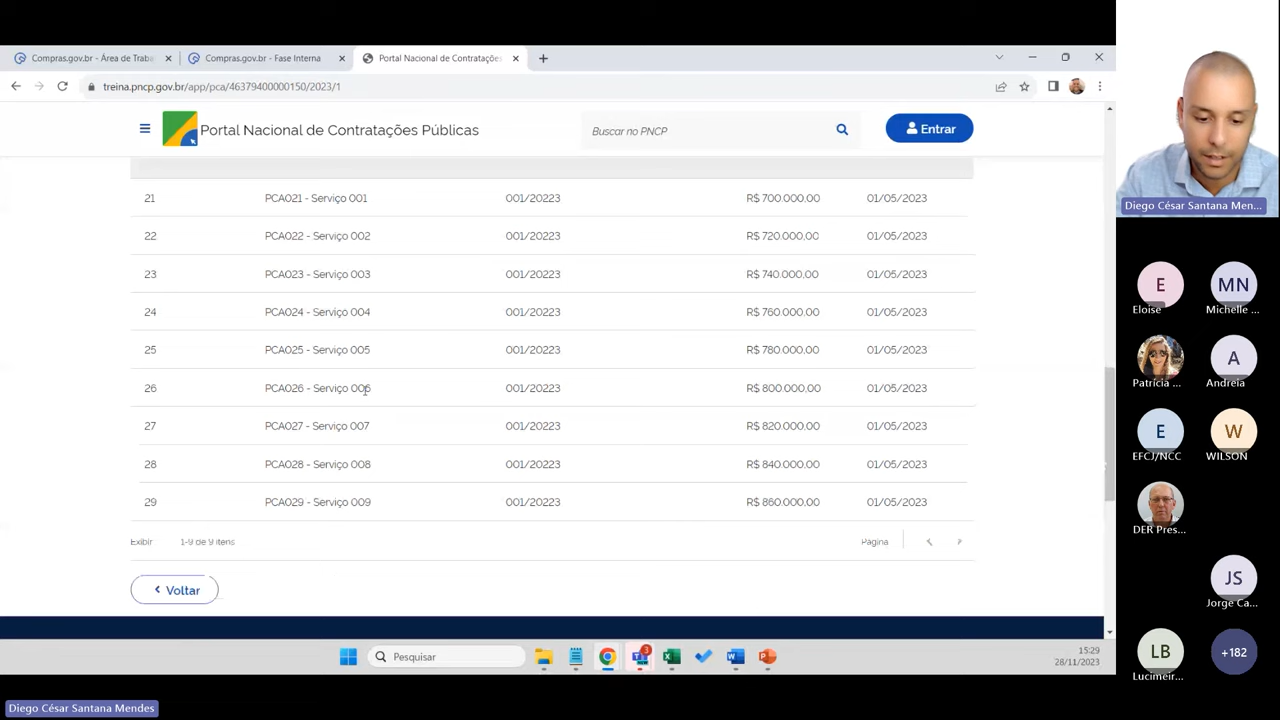 Compras.gov.br - Área de Traba
Compras.gov.br - Fase Interna
Portal Nacional de Contrataçõe
treina.pncp.gov.br/app/pca/46379400000150/2023/1
Portal Nacional de Contratações Públicas
Buscar no PNCP
Entrar
21 PCA021 - Serviço 001 001/20223 R$ 700.000,00 01/05/2023
22 PCA022 - Serviço 002 001/20223 R$ 720.000,00 01/05/2023
23 PCA023 - Serviço 003 001/20223 R$ 740.000,00 01/05/2023
24 PCA024 - Serviço 004 001/20223 R$ 760.000,00 01/05/2023
25 PCA025 - Serviço 005 001/20223 R$ 780.000,00 01/05/2023
26 PCA026 - Serviço 006 001/20223 R$ 800.000,00 01/05/2023
27 PCA027 - Serviço 007 001/20223 R$ 820.000,00 01/05/2023
28 PCA028 - Serviço 008 001/20223 R$ 840.000,00 01/05/2023
29 PCA029 - Serviço 009 001/20223 R$ 860.000,00 01/05/2023
Exibir 1-9 de 9 itens Página
Voltar
Pesquisar
3
15:29
28/11/2023
Diego César Santana Men...
E MN
Eloise Michelle ...
A
Patrícia ... Andreia
E W
EFCJ/NCC WILSON
DER Pres...
JS
Jorge Ca...
LB +182
Lucimeir...
Diego César Santana Mendes